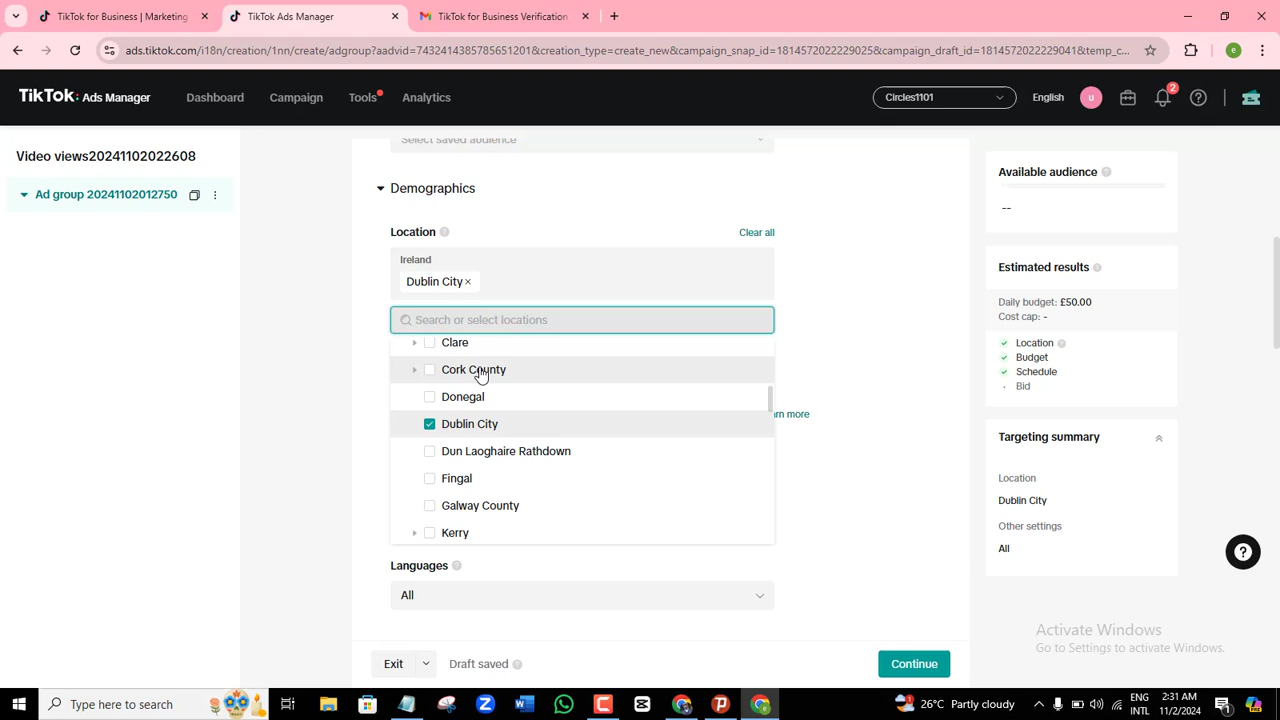 TikTok for Business | Marketing
TikTok Ads Manager
TikTok for Business Verification
ads.tiktok.com/i18n/creation/1nn/create/adgroup?aadvid=7432414385785651201&creation_type=create_new&campaign_snap_id=1814572022229025&campaign_draft_id=1814572022229041&temp_c...
e
TikTok: Ads Manager
Dashboard
Campaign
Tools
Analytics
Circles1101
English
u
2
Video views20241102022608
Ad group 20241102012750
Select saved audience
Demographics
Location
Clear all
Ireland
Dublin City ×
Search or select locations
Clare
Cork County
Donegal
Dublin City
Dun Laoghaire Rathdown
Fingal
Galway County
Kerry
rn more
Languages
All
Exit
Draft saved
Continue
Available audience
--
Estimated results
Daily budget: £50.00
Cost cap: -
Location
Budget
Schedule
Bid
Targeting summary
Location
Dublin City
Other settings
All
Activate Windows
Go to Settings to activate Windows.
Type here to search
26°C Partly cloudy
ENG
INTL
2:31 AM
11/2/2024